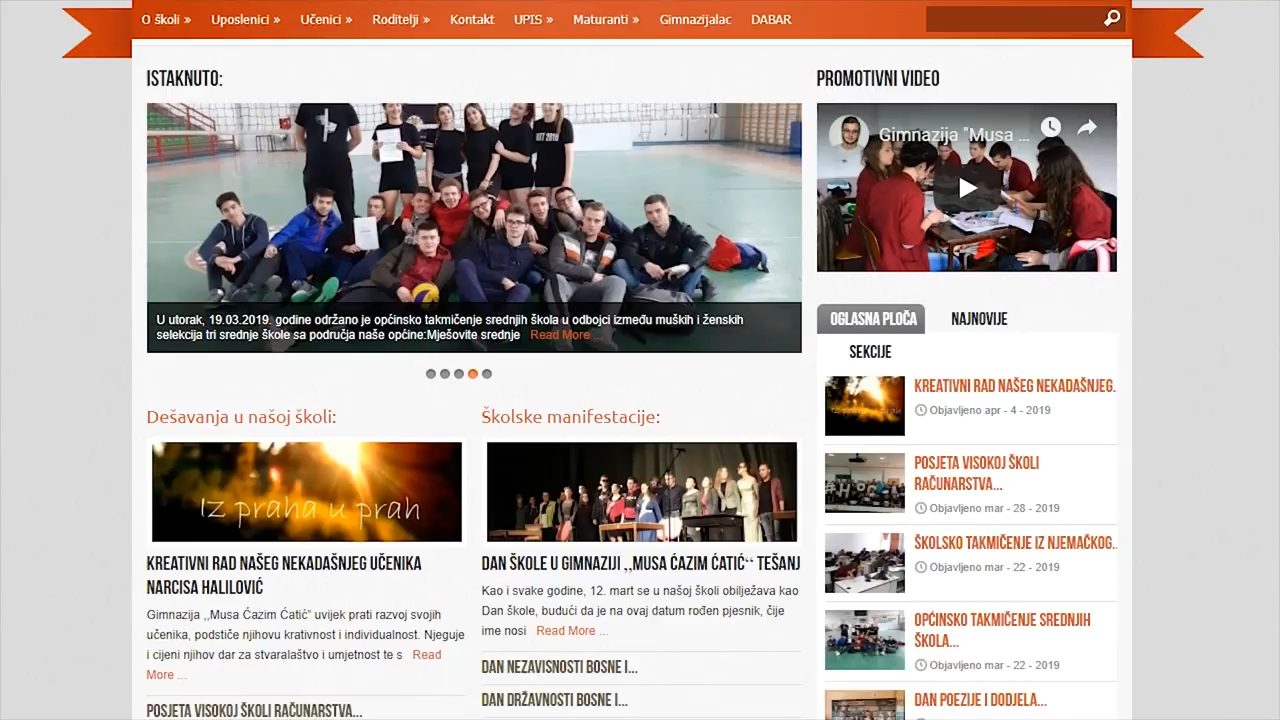 O školi » Uposlenici » Učenici » Roditelji » Kontakt UPIS » Maturanti » Gimnazijalac DABAR
ISTAKNUTO:
U utorak, 19.03.2019. godine održano je općinsko takmičenje srednjih škola u odbojci između muških i ženskih
selekcija tri srednje škole sa područja naše općine:Mješovite srednje Read More ...
Dešavanja u našoj školi:
Iz praha u prah
KREATIVNI RAD NAŠEG NEKADAŠNJEG UČENIKA
NARCISA HALILOVIĆ
Gimnazija ,,Musa Ćazim Ćatić" uvijek prati razvoj svojih
učenika, podstiče njihovu krativnost i individualnost. Njeguje
i cijeni njihov dar za stvaralaštvo i umjetnost te s Read
More ...
POSJETA VISOKOJ ŠKOLI RAČUNARSTVA...
Školske manifestacije:
DAN ŠKOLE U GIMNAZIJI ,,MUSA ĆAZIM ĆATIĆ“ TEŠANJ
Kao i svake godine, 12. mart se u našoj školi obilježava kao
Dan škole, budući da je na ovaj datum rođen pjesnik, čije
ime nosi Read More ...
DAN NEZAVISNOSTI BOSNE I...
DAN DRŽAVNOSTI BOSNE I...
PROMOTIVNI VIDEO
Gimnazija "Musa ...
OGLASNA PLOČA NAJNOVIJE
SEKCIJE
KREATIVNI RAD NAŠEG NEKADAŠNJEG.
Objavljeno apr - 4 - 2019
POSJETA VISOKOJ ŠKOLI
RAČUNARSTVA...
Objavljeno mar - 28 - 2019
ŠKOLSKO TAKMIČENJE IZ NJEMAČKOG..
Objavljeno mar - 22 - 2019
OPĆINSKO TAKMIČENJE SREDNJIH
ŠKOLA...
Objavljeno mar - 22 - 2019
DAN POEZIJE I DODJELA...